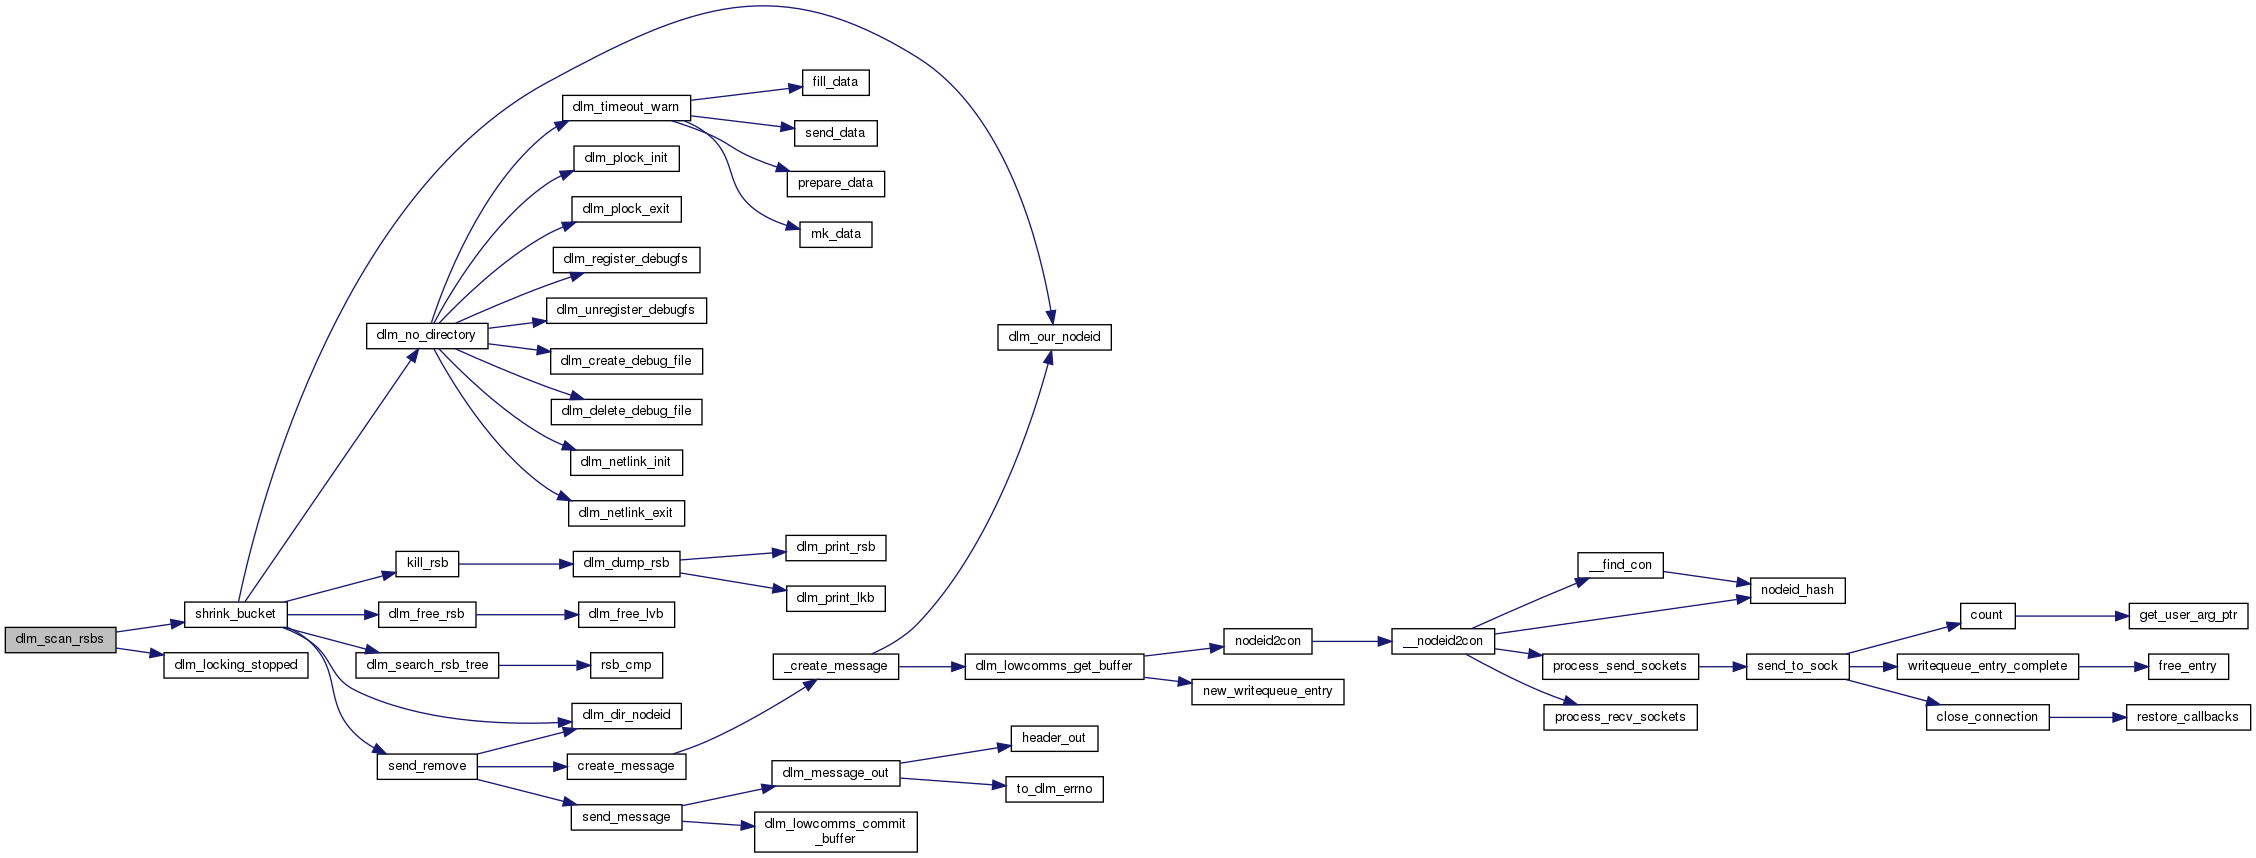 fill_data
dlm_timeout_warn
send_data
dlm_plock_init
prepare_data
dlm_plock_exit
mk_data
dlm_register_debugfs
dlm_unregister_debugfs
dlm_no_directory
dlm_our_nodeid
dlm_create_debug_file
dlm_delete_debug_file
dlm_netlink_init
dlm_netlink_exit
dlm_print_rsb
kill_rsb
dlm_dump_rsb
__find_con
nodeid_hash
dlm_print_lkb
shrink_bucket
dlm_free_rsb
dlm_free_lvb
count
get_user_arg_ptr
dlm_scan_rsbs
nodeid2con
__nodeid2con
dlm_locking_stopped
dlm_search_rsb_tree
rsb_cmp
_create_message
dlm_lowcomms_get_buffer
process_send_sockets
send_to_sock
writequeue_entry_complete
free_entry
new_writequeue_entry
dlm_dir_nodeid
process_recv_sockets
close_connection
restore_callbacks
header_out
send_remove
create_message
dlm_message_out
to_dlm_errno
send_message
dlm_lowcomms_commit
_buffer